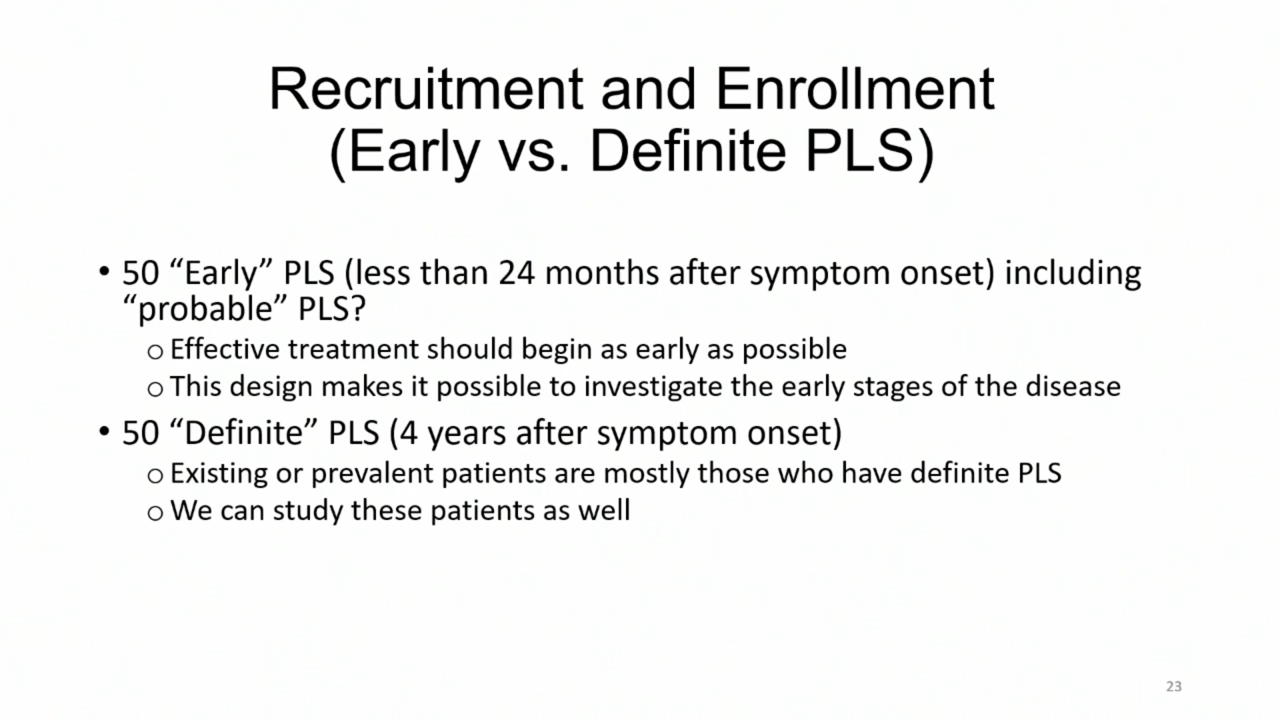 Recruitment and Enrollment
(Early vs. Definite PLS)
• 50 “Early” PLS (less than 24 months after symptom onset) including
“probable” PLS?
o Effective treatment should begin as early as possible
o This design makes it possible to investigate the early stages of the disease
• 50 “Definite” PLS (4 years after symptom onset)
o Existing or prevalent patients are mostly those who have definite PLS
o We can study these patients as well
23